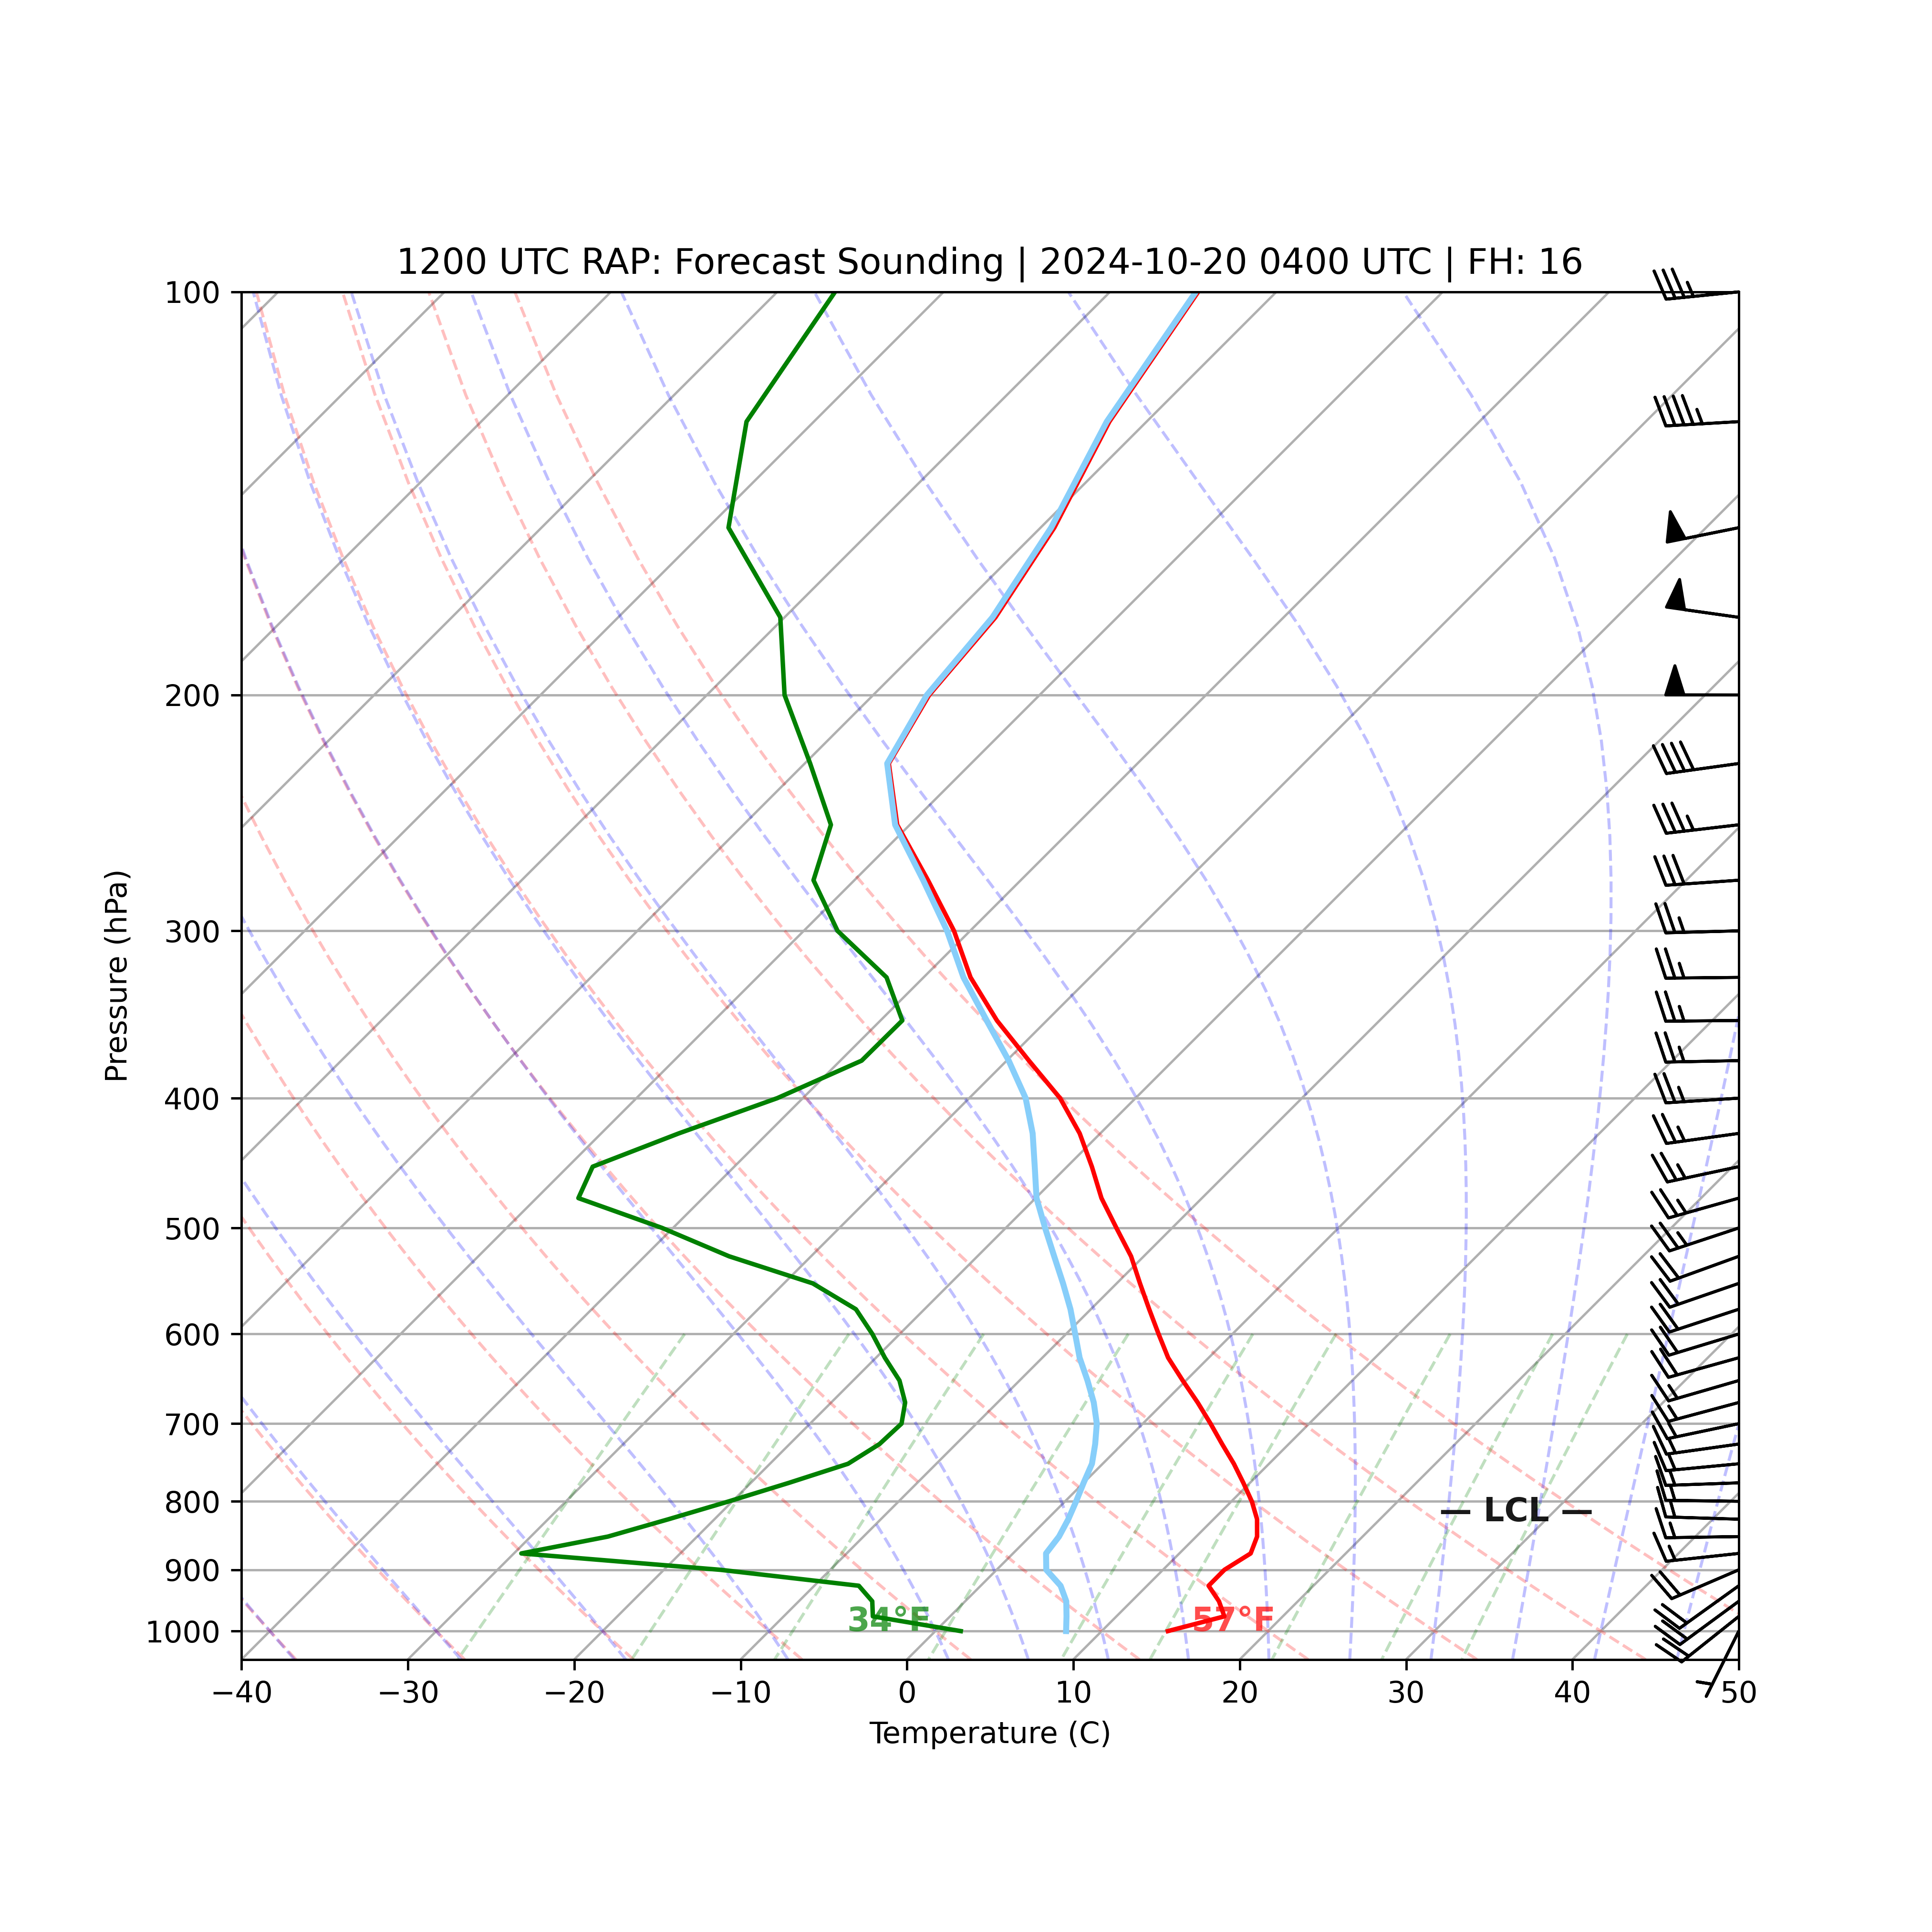 1200 UTC RAP: Forecast Sounding | 2024-10-20 0400 UTC | FH: 16
100
200
300
400
500
600
700
800
900
1000
Pressure (hPa)
— LCL —
34°F
57°F
−40 −30 −20 −10 0 10 20 30 40 50
Temperature (C)